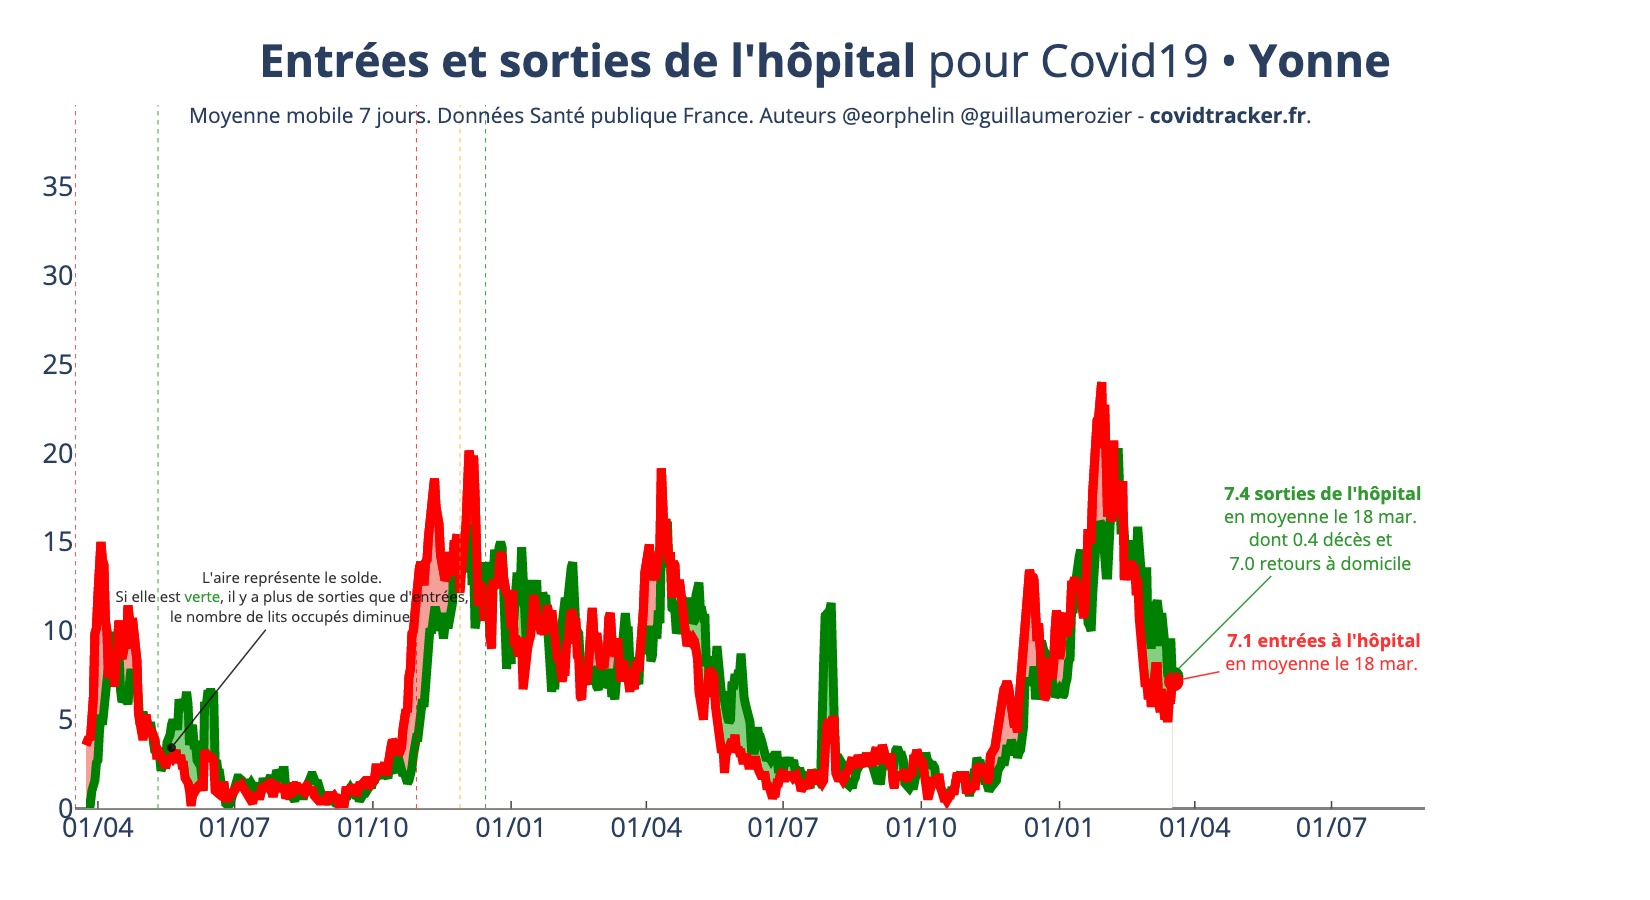 Entrées et sorties de l'hôpital pour Covid19 • Yonne
Moyenne mobile 7 jours. Données Santé publique France. Auteurs @eorphelin @guillaumerozier - covidtracker.fr.
35
30
25
20
15
10
5
0
L'aire représente le solde.
Si elle est verte, il y a plus de sorties que d'entrées,
le nombre de lits occupés diminue.
7.4 sorties de l'hôpital
en moyenne le 18 mar.
dont 0.4 décès et
7.0 retours à domicile
7.1 entrées à l'hôpital
en moyenne le 18 mar.
01/04 01/07 01/10 01/01 01/04 01/07 01/10 01/01 01/04 01/07